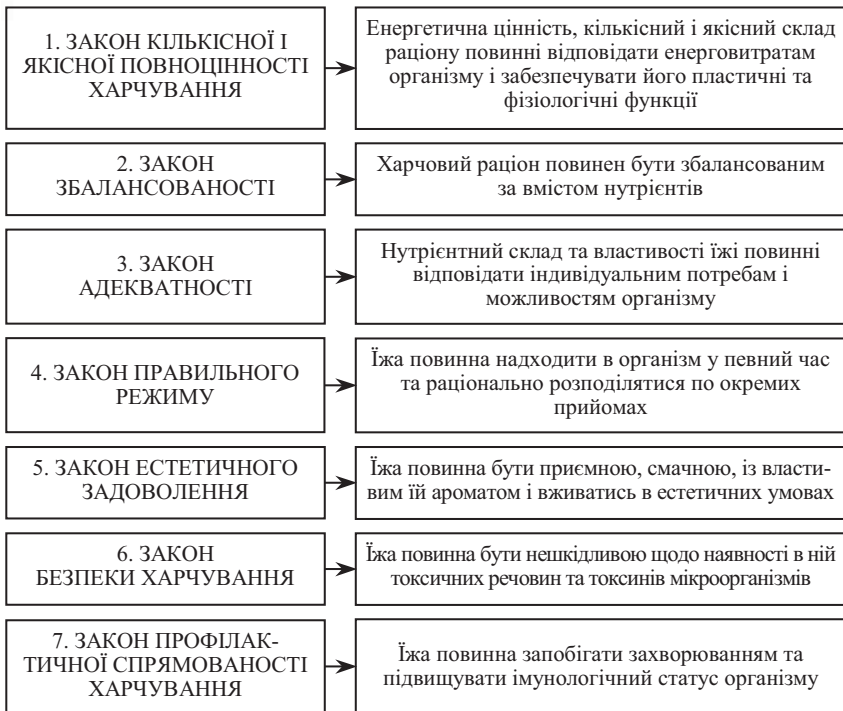 1. ЗАКОН КІЛЬКІСНОЇ І
ЯКІСНОЇ ПОВНОЦІННОСТІ
ХАРЧУВАННЯ
Енергетична цінність, кількісний і якісний склад
раціону повинні відповідати енерговитратам
організму і забезпечувати його пластичні та
фізіологічні функції
2. ЗАКОН
ЗБАЛАНСОВАНОСТІ
Харчовий раціон повинен бути збалансованим
за вмістом нутрієнтів
3. ЗАКОН
АДЕКВАТНОСТІ
Нутрієнтний склад та властивості їжі повинні
відповідати індивідуальним потребам і
можливостям організму
4. ЗАКОН ПРАВИЛЬНОГО
РЕЖИМУ
Їжа повинна надходити в організм у певний час
та раціонально розподілятися по окремих
прийомах
5. ЗАКОН ЕСТЕТИЧНОГО
ЗАДОВОЛЕННЯ
Їжа повинна бути приємною, смачною, із власти-
вим їй ароматом і вживатись в естетичних умовах
6. ЗАКОН
БЕЗПЕКИ ХАРЧУВАННЯ
Їжа повинна бути нешкідливою щодо наявності в ній
токсичних речовин та токсинів мікроорганізмів
7. ЗАКОН ПРОФІЛАК-
ТИЧНОЇ СПРЯМОВАНОСТІ
ХАРЧУВАННЯ
Їжа повинна запобігати захворюванням та
підвищувати імунологічний статус організму